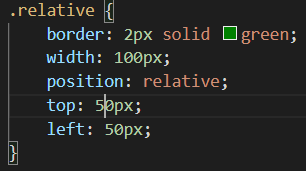 .relative {
    border: 2px solid green;
    width: 100px;
    position: relative;
    top: 50px;
    left: 50px;
}